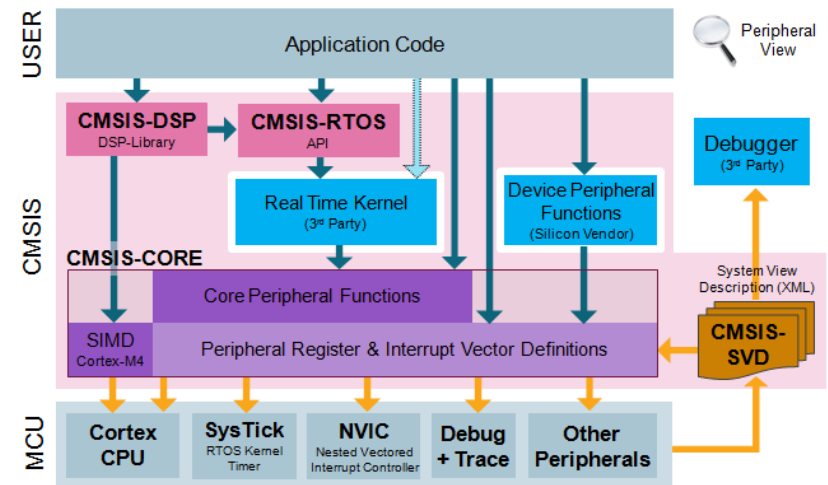 USER
Application Code
Peripheral
View
CMSIS
CMSIS-DSP
DSP-Library
CMSIS-RTOS
API
Debugger
(3rd Party)
Real Time Kernel
(3rd Party)
Device Peripheral
Functions
(Silicon Vendor)
CMSIS-CORE
Core Peripheral Functions
System View
Description (XML)
SIMD
Cortex-M4
Peripheral Register & Interrupt Vector Definitions
CMSIS-
SVD
MCU
Cortex
CPU
SysTick
RTOS Kernel
Timer
NVIC
Nested Vectored
Interrupt Controller
Debug
+ Trace
Other
Peripherals